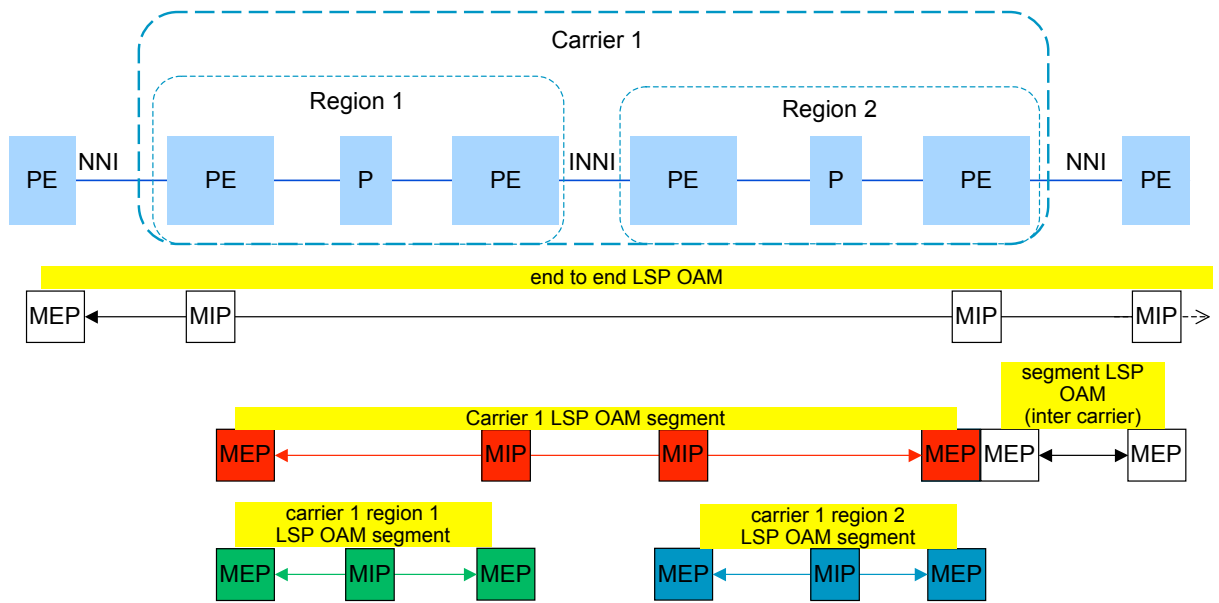 Carrier 1
Region 1
Region 2
PE NNI PE P PE INNI PE P PE NNI PE
end to end LSP OAM
MEP MIP MIP MIP
segment LSP
OAM
(inter carrier)
Carrier 1 LSP OAM segment
MEP MIP MIP MEP MEP MEP
carrier 1 region 1
LSP OAM segment
carrier 1 region 2
LSP OAM segment
MEP MIP MEP MEP MIP MEP